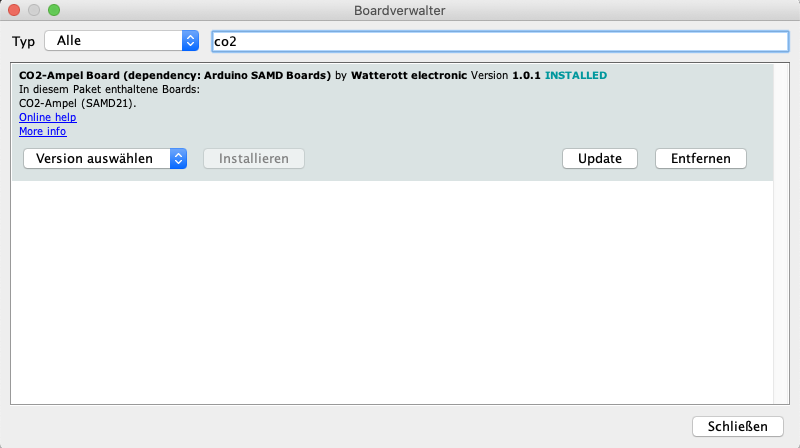 Boardverwalter
Typ Alle co2
CO2-Ampel Board (dependency: Arduino SAMD Boards) by Watterott electronic Version 1.0.1 INSTALLED
In diesem Paket enthaltene Boards:
CO2-Ampel (SAMD21).
Online help
More info
Version auswählen Installieren Update Entfernen
Schließen